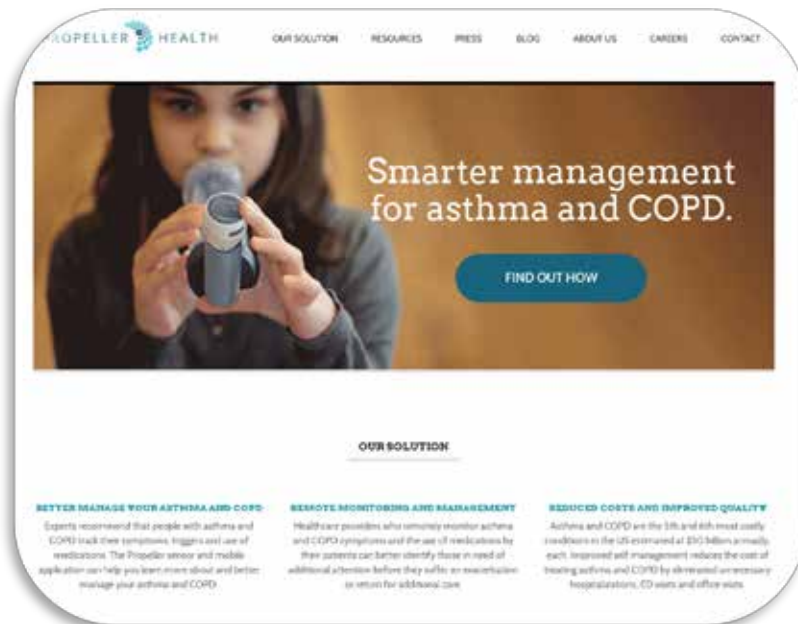 ROPELLER HEALTH
OUR SOLUTION RESOURCES PRESS BLOG ABOUT US CAREERS CONTACT
Smarter management
for asthma and COPD.
FIND OUT HOW
OUR SOLUTION
BETTER MANAGE YOUR ASTHMA AND COPD
Experts recommend that people with asthma and
COPD track their symptoms, triggers and use of
medications. The Propeller sensor and mobile
application can help you learn more about and better
manage your asthma and COPD.
REMOTE MONITORING AND MANAGEMENT
Healthcare providers who remotely monitor asthma
and COPD symptoms and the use of medications by
their patients can better identify those in need of
additional attention before they suffer an exacerbation
or return for additional care.
REDUCED COSTS AND IMPROVED QUALITY
Asthma and COPD are the 5th and 6th most costly
conditions in the US estimated at $50 billion annually,
each. Improved self management reduces the cost of
treating asthma and COPD by eliminated unnecessary
hospitalizations, ED visits and office visits.